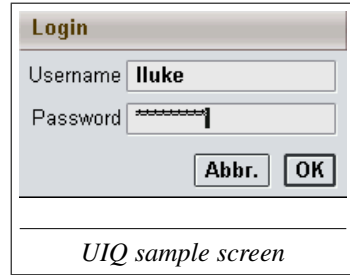 Login
Username lluke
Password **********
Abbr. OK
UIQ sample screen